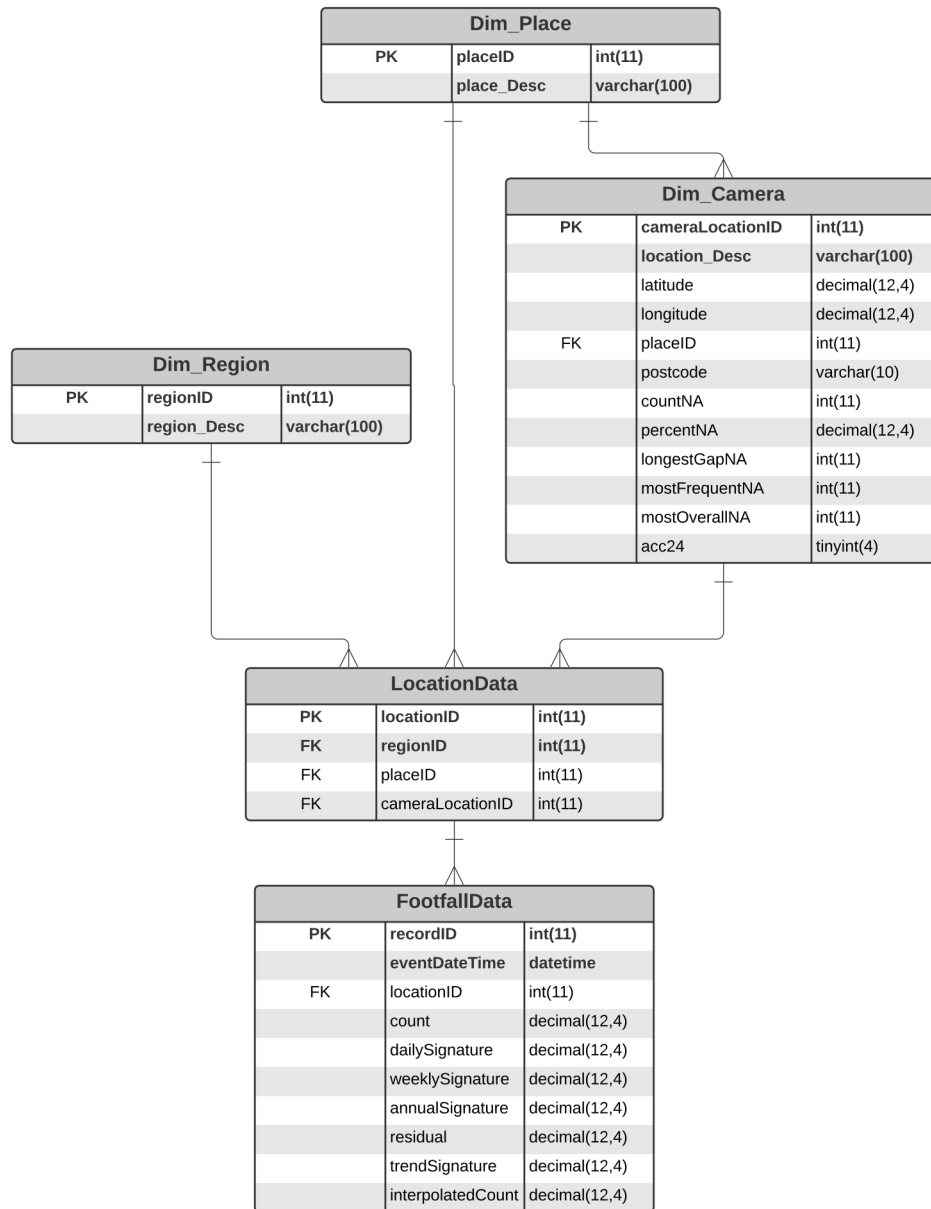 Dim_Place
PK placeID int(11)
place_Desc varchar(100)
Dim_Camera
PK cameraLocationID int(11)
location_Desc varchar(100)
latitude decimal(12,4)
longitude decimal(12,4)
FK placeID int(11)
postcode varchar(10)
countNA int(11)
percentNA decimal(12,4)
longestGapNA int(11)
mostFrequentNA int(11)
mostOverallNA int(11)
acc24 tinyint(4)
Dim_Region
PK regionID int(11)
region_Desc varchar(100)
LocationData
PK locationID int(11)
FK regionID int(11)
FK placeID int(11)
FK cameraLocationID int(11)
FootfallData
PK recordID int(11)
eventDateTime datetime
FK locationID int(11)
count decimal(12,4)
dailySignature decimal(12,4)
weeklySignature decimal(12,4)
annualSignature decimal(12,4)
residual decimal(12,4)
trendSignature decimal(12,4)
interpolatedCount decimal(12,4)